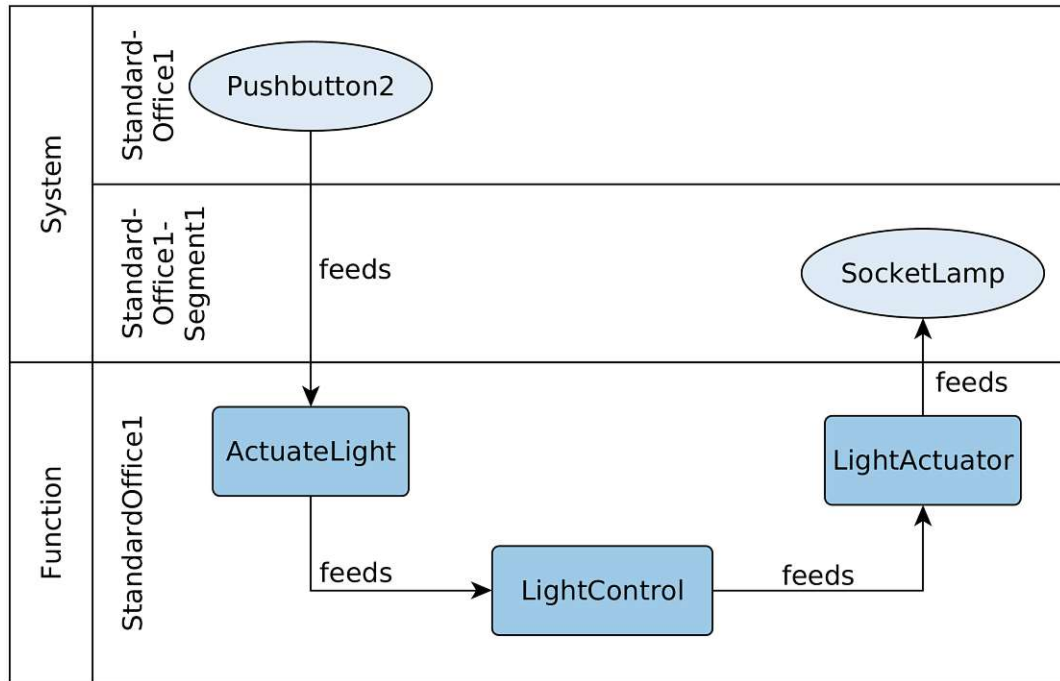 System
Standard-
Office1
Pushbutton2
Standard-
Office1-
Segment1
feeds
SocketLamp
feeds
Function
StandardOffice1
ActuateLight
LightActuator
feeds
LightControl
feeds